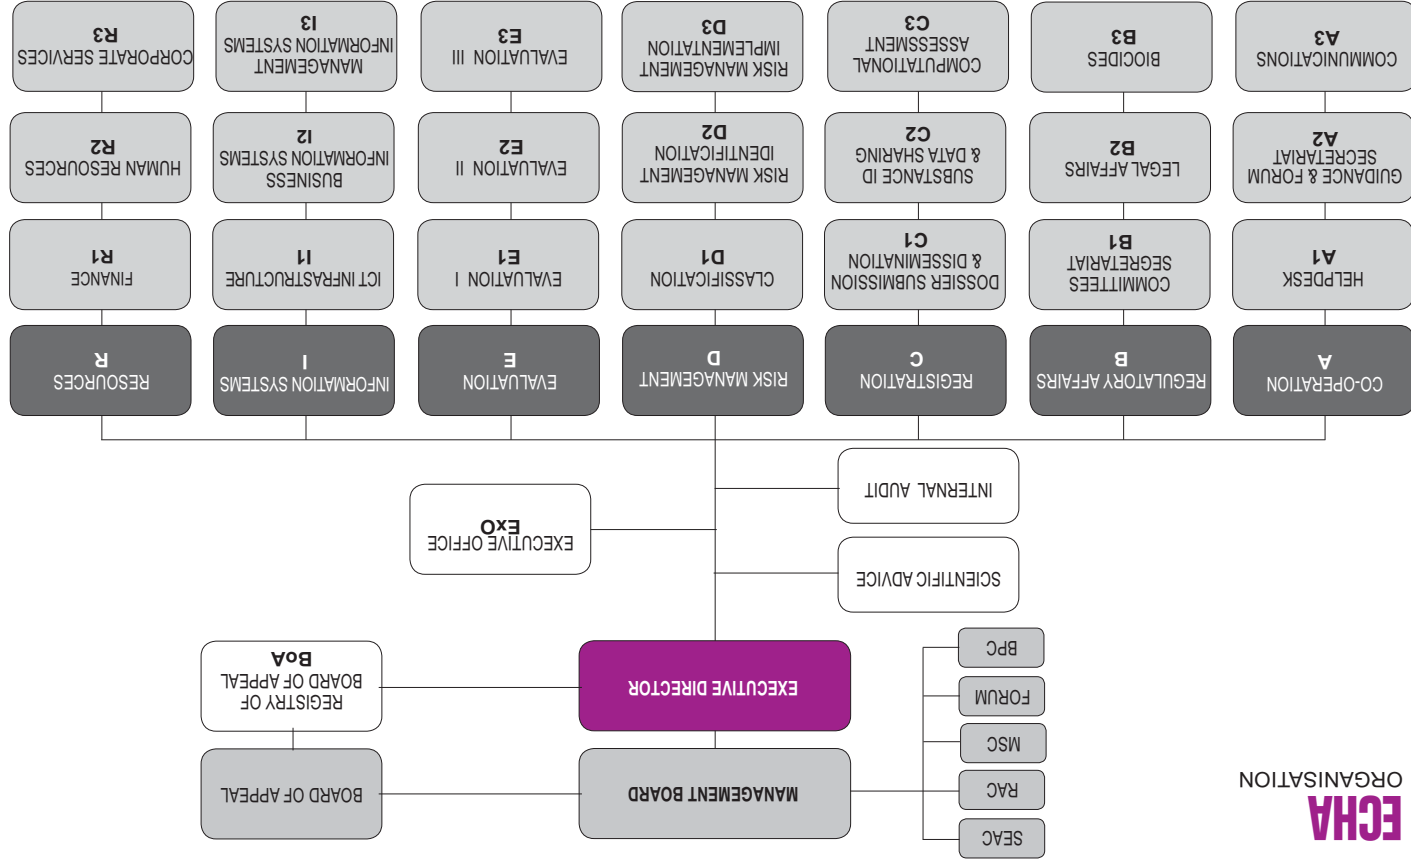 ECHA
ORGANISATION
SEAC
RAC
MSC
FORUM
BPC
MANAGEMENT BOARD
BOARD OF APPEAL
EXECUTIVE DIRECTOR
REGISTRY OF
BOARD OF APPEAL
BoA
SCIENTIFIC ADVICE
EXECUTIVE OFFICE
ExO
INTERNAL AUDIT
CO-OPERATION
A
REGULATORY AFFAIRS
B
REGISTRATION
C
RISK MANAGEMENT
D
EVALUATION
E
INFORMATION SYSTEMS
I
RESOURCES
R
HELPDESK
A1
COMMITTEES
SECRETARIAT
B1
DOSSIER SUBMISSION
& DISSEMINATION
C1
CLASSIFICATION
D1
EVALUATION I
E1
ICT INFRASTRUCTURE
I1
FINANCE
R1
GUIDANCE & FORUM
SECRETARIAT
A2
LEGAL AFFAIRS
B2
SUBSTANCE ID
& DATA SHARING
C2
RISK MANAGEMENT
IDENTIFICATION
D2
EVALUATION II
E2
BUSINESS
INFORMATION SYSTEMS
I2
HUMAN RESOURCES
R2
COMMUNICATIONS
A3
BIOCIDES
B3
COMPUTATIONAL
ASSESSMENT
C3
RISK MANAGEMENT
IMPLEMENTATION
D3
EVALUATION III
E3
MANAGEMENT
INFORMATION SYSTEMS
I3
CORPORATE SERVICES
R3